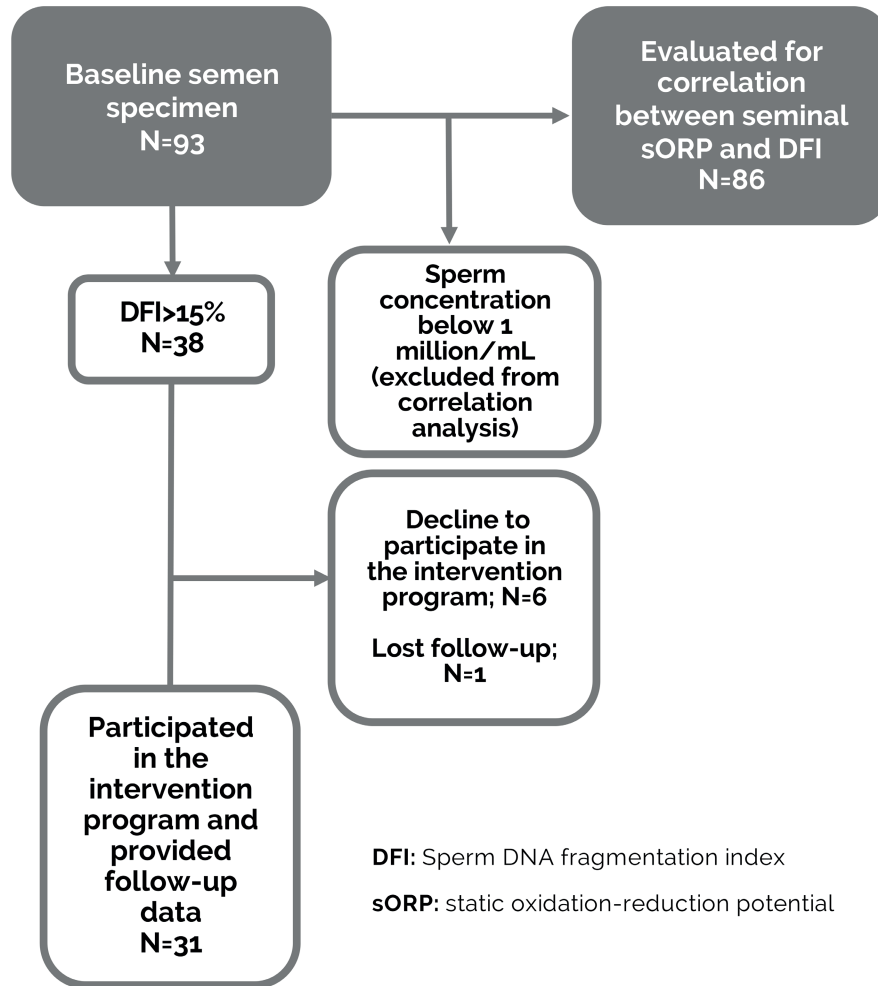 Baseline semen
specimen
N=93
Evaluated for
correlation
between seminal
sORP and DFI
N=86
DFI>15%
N=38
Sperm
concentration
below 1
million/mL
(excluded from
correlation
analysis)
Decline to
participate in
the intervention
program; N=6
Lost follow-up;
N=1
Participated
in the
intervention
program and
provided
follow-up
data
N=31
DFI: Sperm DNA fragmentation index
sORP: static oxidation-reduction potential